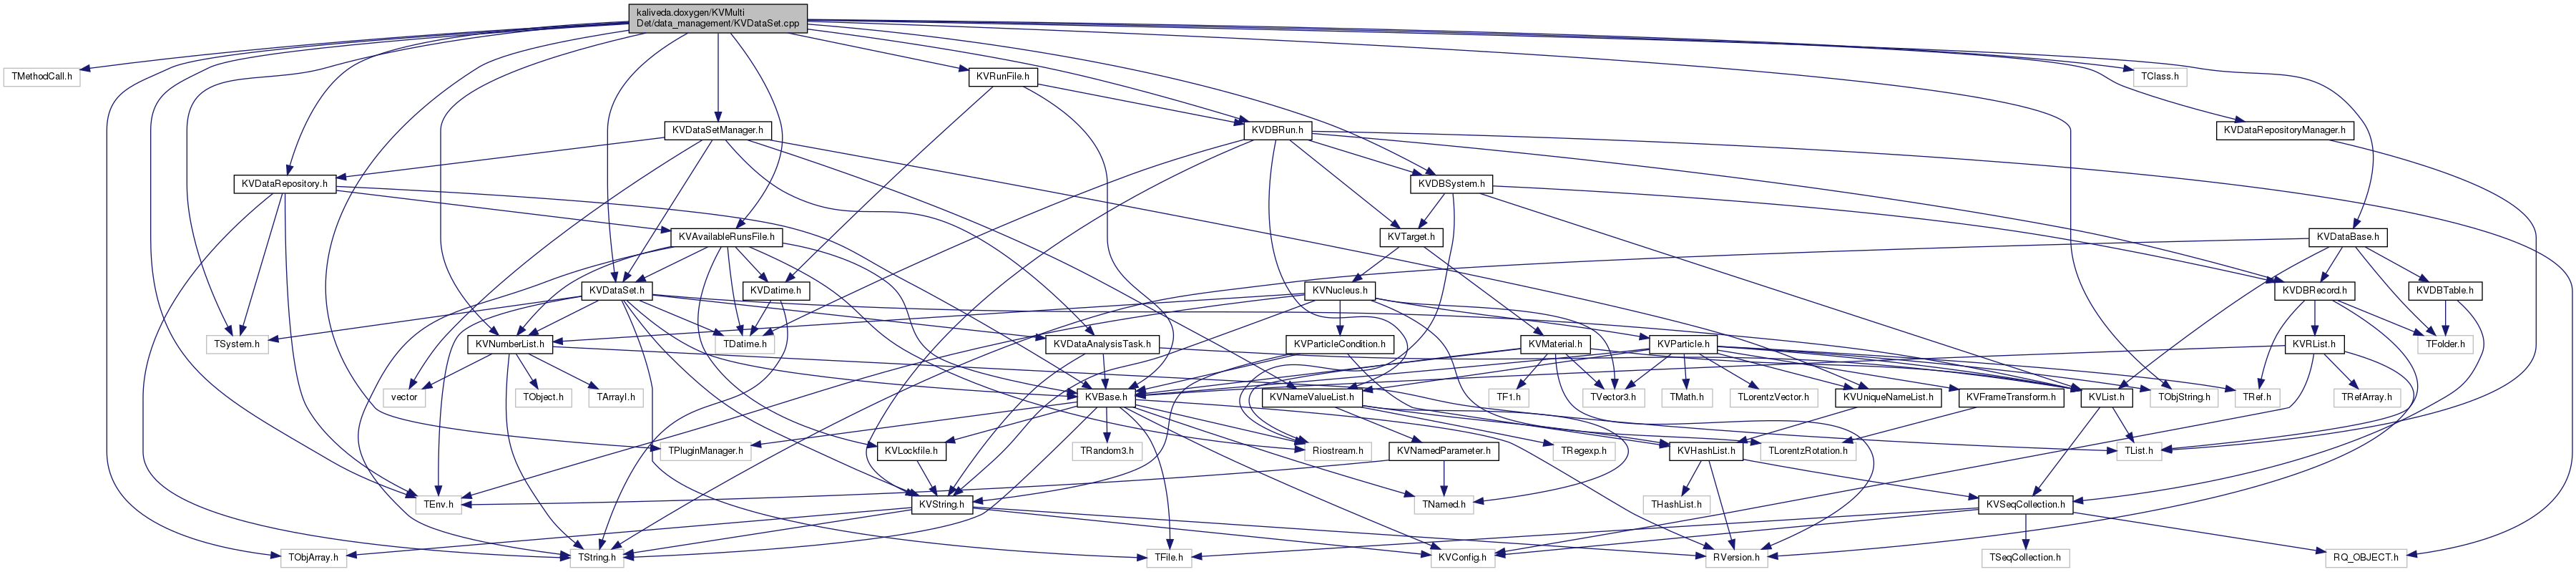 kaliveda.doxygen/KVMulti
Det/data_management/KVDataSet.cpp
TMethodCall.h
KVRunFile.h
TClass.h
KVDataSetManager.h
KVDBRun.h
KVDataRepositoryManager.h
KVDataRepository.h
KVDBSystem.h
KVAvailableRunsFile.h
KVTarget.h
KVDataBase.h
KVDataSet.h
KVDatime.h
KVNucleus.h
KVDBRecord.h
KVDBTable.h
TSystem.h
KVNumberList.h
TDatime.h
KVDataAnalysisTask.h
KVParticleCondition.h
KVMaterial.h
KVParticle.h
KVRList.h
TFolder.h
vector
TObject.h
TArrayI.h
KVBase.h
KVNameValueList.h
TF1.h
TVector3.h
TMath.h
TLorentzVector.h
KVUniqueNameList.h
KVFrameTransform.h
KVList.h
TObjString.h
TRef.h
TRefArray.h
TPluginManager.h
KVLockfile.h
TRandom3.h
Riostream.h
KVNamedParameter.h
TRegexp.h
KVHashList.h
TLorentzRotation.h
TList.h
TEnv.h
KVString.h
TNamed.h
THashList.h
KVSeqCollection.h
TObjArray.h
TString.h
TFile.h
KVConfig.h
RVersion.h
TSeqCollection.h
RQ_OBJECT.h